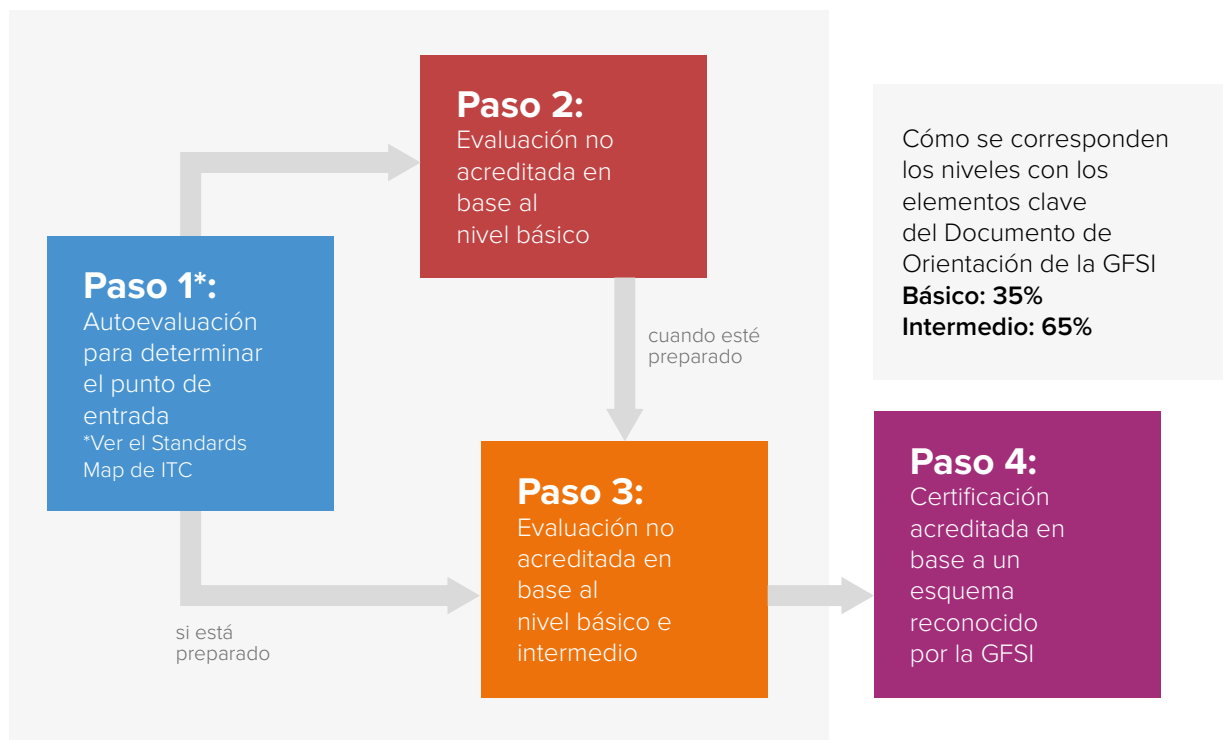 Paso 1*:
Autoevaluación
para determinar
el punto de
entrada
*Ver el Standards
Map de ITC
Paso 2:
Evaluación no
acreditada en
base al
nivel básico
cuando esté
preparado
si está
preparado
Paso 3:
Evaluación no
acreditada en
base al
nivel básico e
intermedio
Cómo se corresponden
los niveles con los
elementos clave
del Documento de
Orientación de la GFSI
Básico: 35%
Intermedio: 65%
Paso 4:
Certificación
acreditada en
base a un
esquema
reconocido
por la GFSI